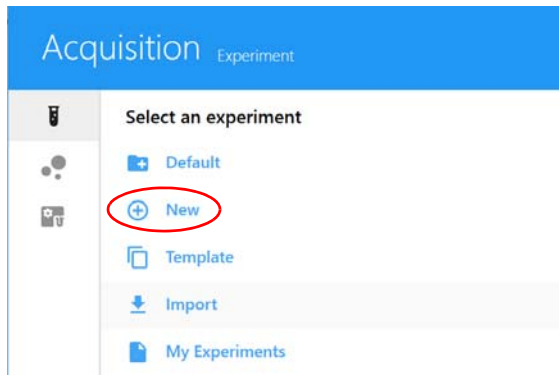 Acquisition Experiment
Select an experiment
Default
New
Template
Import
My Experiments